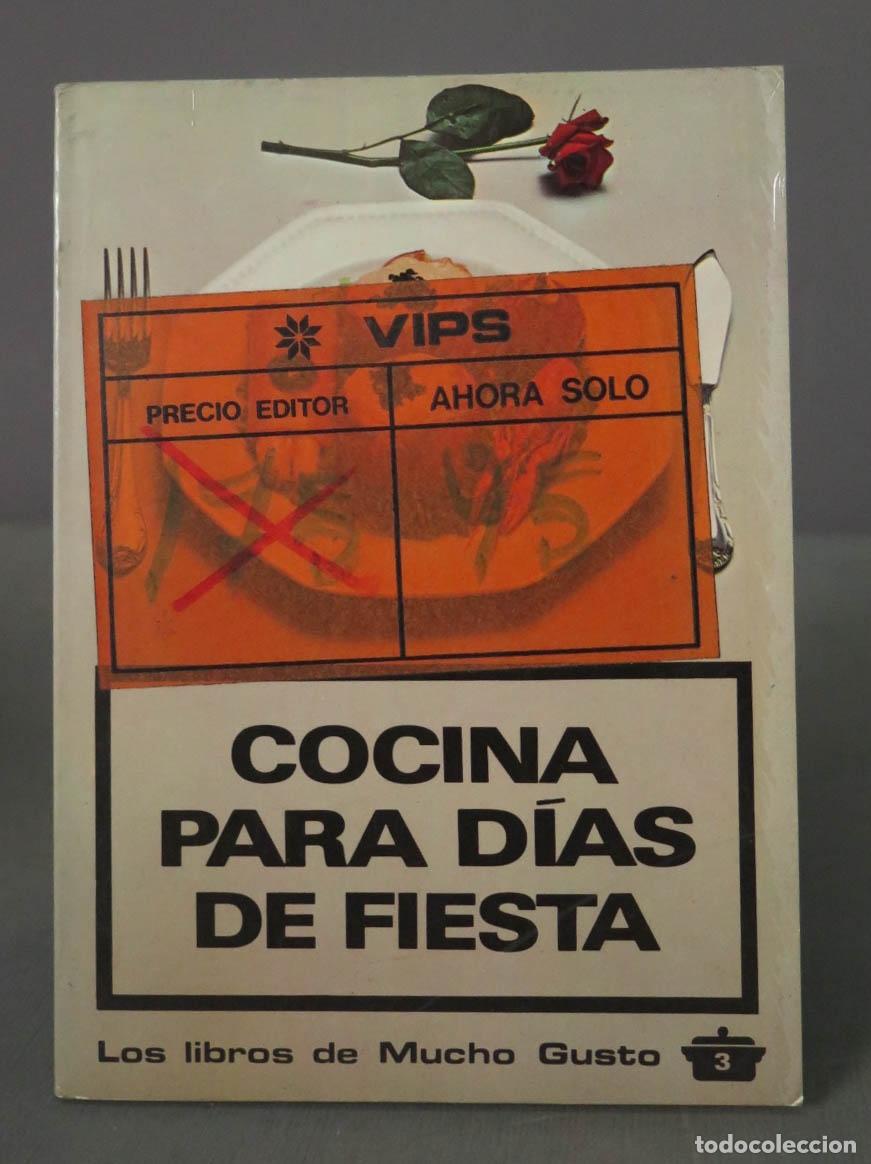 VIPS
PRECIO EDITOR AHORA SOLO
COCINA
PARA DÍAS
DE FIESTA
Los libros de Mucho Gusto 3
todocoleccion